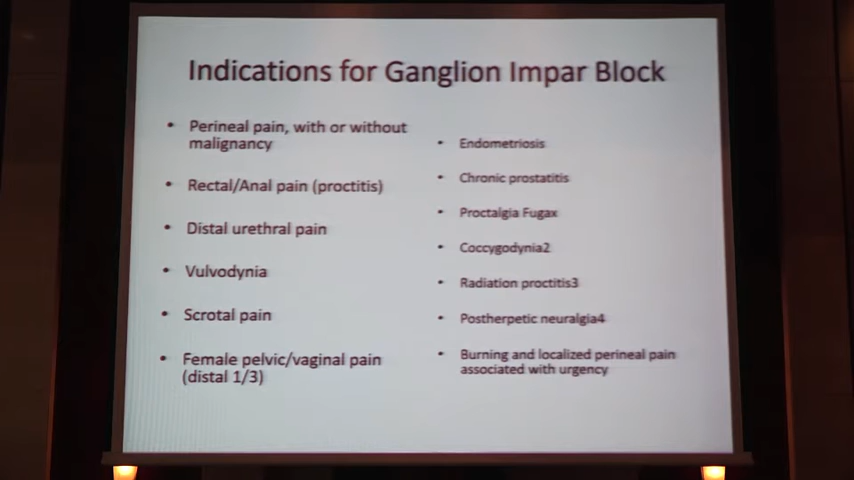 Indications for Ganglion Impar Block
• Perineal pain, with or without
malignancy
• Rectal/Anal pain (proctitis)
• Distal urethral pain
• Vulvodynia
• Scrotal pain
• Female pelvic/vaginal pain
(distal 1/3)
• Endometriosis
• Chronic prostatitis
• Proctalgia Fugax
• Coccygodynia2
• Radiation proctitis3
• Postherpetic neuralgia4
• Burning and localized perineal pain
associated with urgency